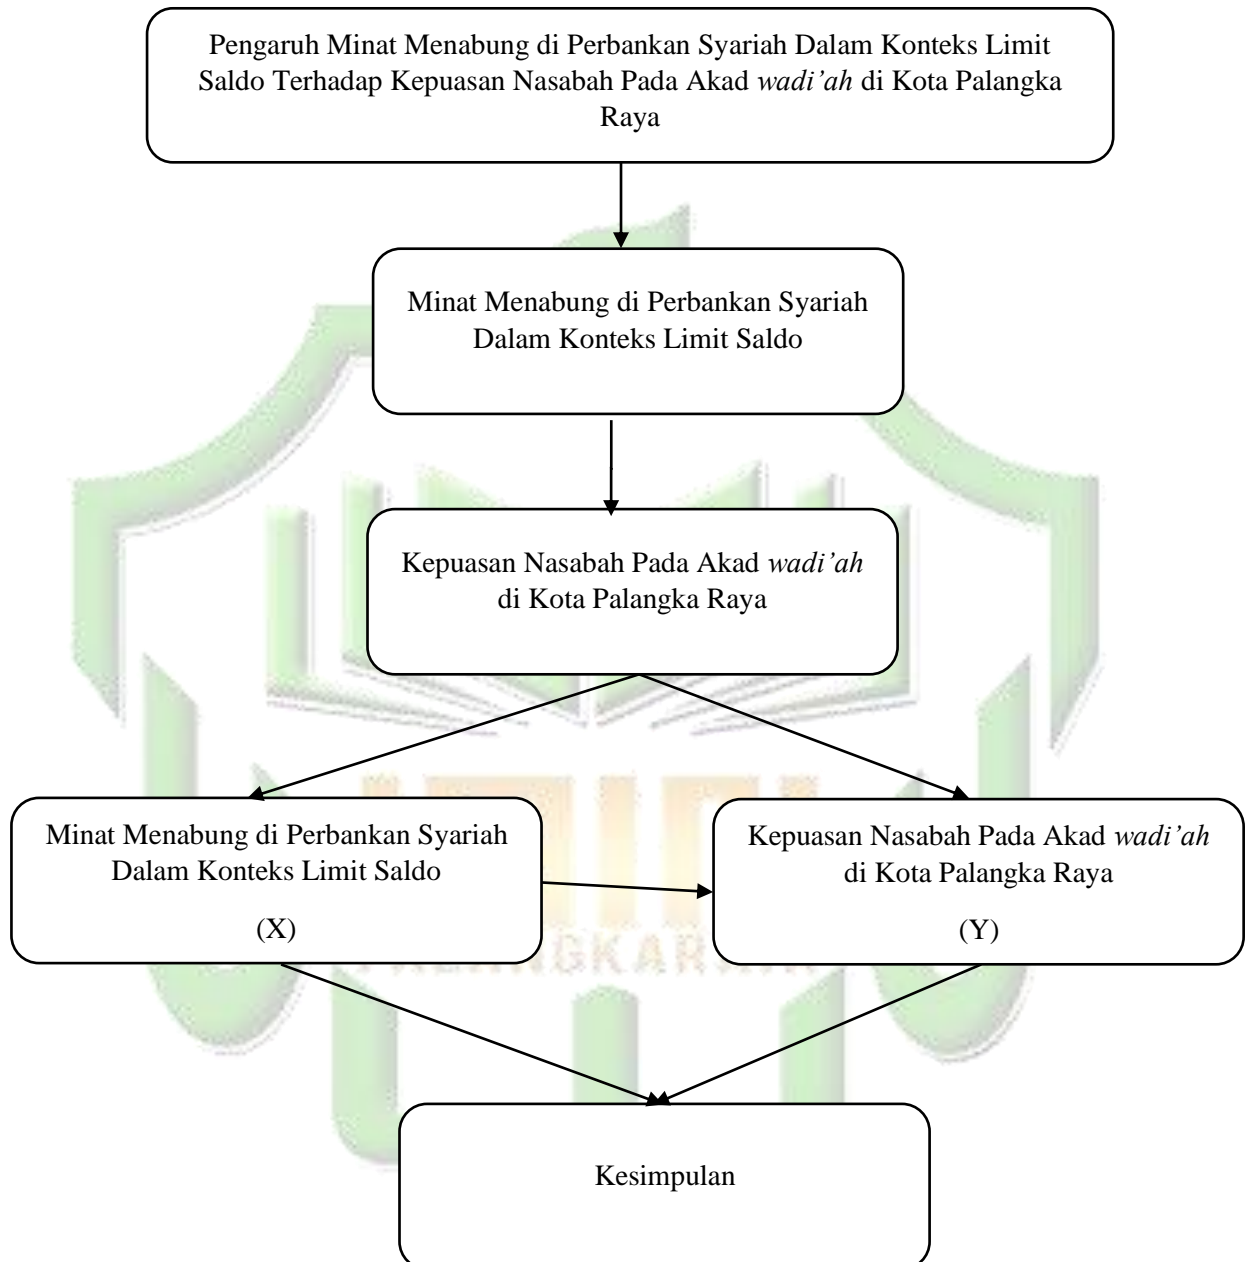 Pengaruh Minat Menabung di Perbankan Syariah Dalam Konteks Limit
Saldo Terhadap Kepuasan Nasabah Pada Akad wadi’ah di Kota Palangka
Raya
Minat Menabung di Perbankan Syariah
Dalam Konteks Limit Saldo
Kepuasan Nasabah Pada Akad wadi’ah
di Kota Palangka Raya
Minat Menabung di Perbankan Syariah
Dalam Konteks Limit Saldo
(X)
Kepuasan Nasabah Pada Akad wadi’ah
di Kota Palangka Raya
(Y)
Kesimpulan